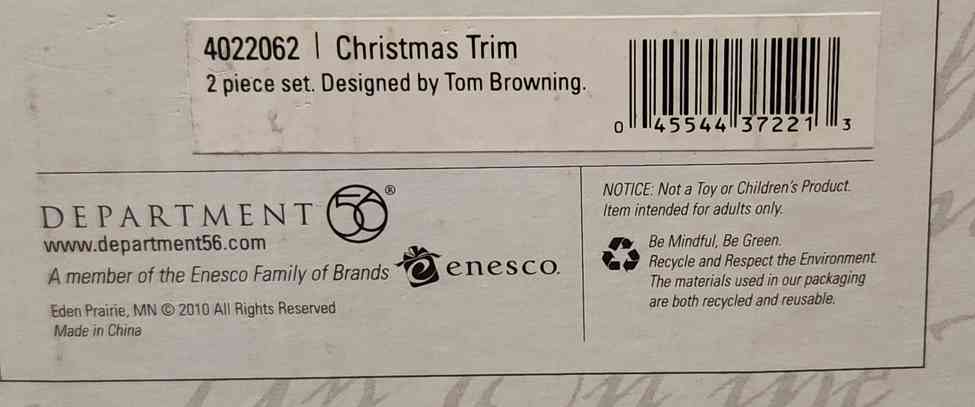 4022062 | Christmas Trim
2 piece set. Designed by Tom Browning.
0 45544 37221 3
DEPARTMENT 56®
www.department56.com
A member of the Enesco Family of Brands enesco.
Eden Prairie, MN © 2010 All Rights Reserved
Made in China
NOTICE: Not a Toy or Children's Product.
Item intended for adults only.
Be Mindful, Be Green.
Recycle and Respect the Environment.
The materials used in our packaging
are both recycled and reusable.